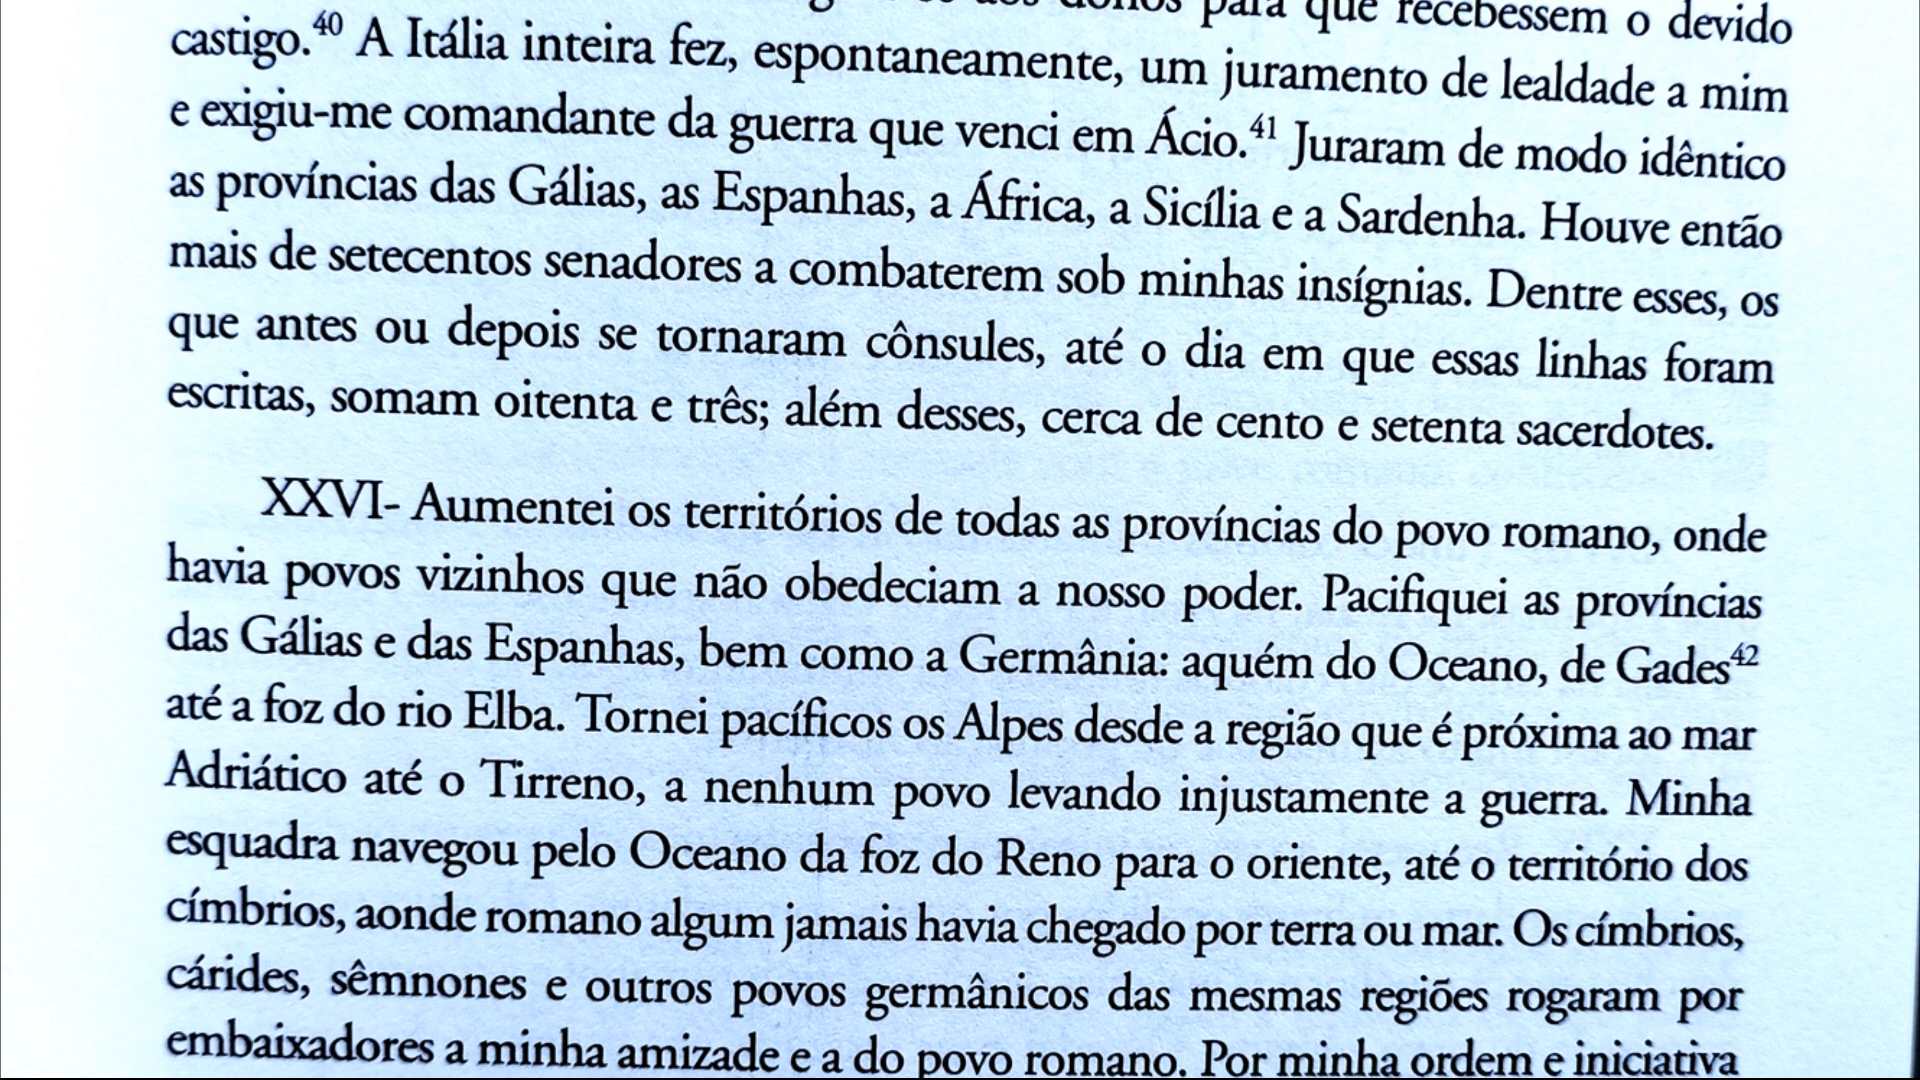 aos donos para que recebessem o devido
castigo.⁴⁰ A Itália inteira fez, espontaneamente, um juramento de lealdade a mim
e exigiu-me comandante da guerra que venci em Ácio.⁴¹ Juraram de modo idêntico
as províncias das Gálias, as Espanhas, a África, a Sicília e a Sardenha. Houve então
mais de setecentos senadores a combaterem sob minhas insígnias. Dentre esses, os
que antes ou depois se tornaram cônsules, até o dia em que essas linhas foram
escritas, somam oitenta e três; além desses, cerca de cento e setenta sacerdotes.
XXVI- Aumentei os territórios de todas as províncias do povo romano, onde
havia povos vizinhos que não obedeciam a nosso poder. Pacifiquei as províncias
das Gálias e das Espanhas, bem como a Germânia: aquém do Oceano, de Gades⁴²
até a foz do rio Elba. Tornei pacíficos os Alpes desde a região que é próxima ao mar
Adriático até o Tirreno, a nenhum povo levando injustamente a guerra. Minha
esquadra navegou pelo Oceano da foz do Reno para o oriente, até o território dos
címbrios, aonde romano algum jamais havia chegado por terra ou mar. Os címbrios,
cárides, sêmnones e outros povos germânicos das mesmas regiões rogaram por
embaixadores a minha amizade e a do povo romano. Por minha ordem e iniciativa